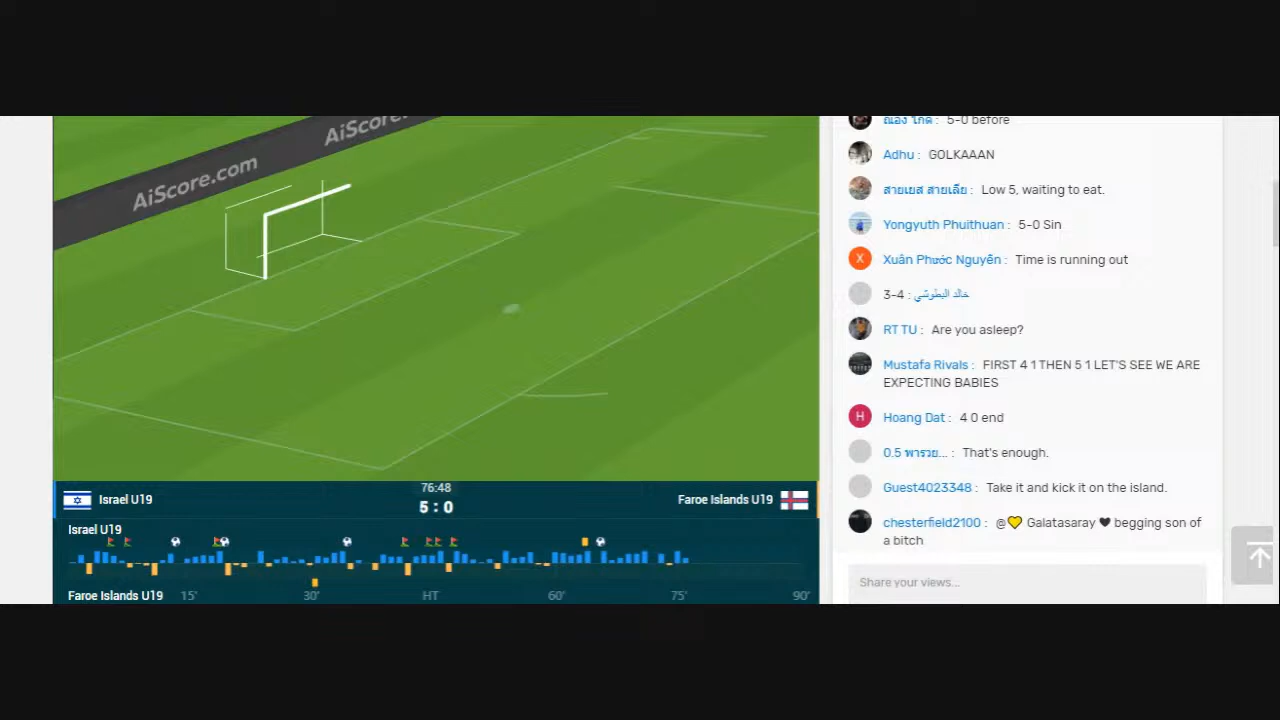 AiScore.com
AiScore.com
5-0 before
Adhu : GOLKAAAN
สายเยส สายเลีย : Low 5, waiting to eat.
Yongyuth Phuithuan : 5-0 Sin
X
Xuân Phước Nguyễn : Time is running out
3-4 : خالد البطوشي
RT TU : Are you asleep?
Mustafa Rivals : FIRST 4 1 THEN 5 1 LET'S SEE WE ARE
EXPECTING BABIES
H
Hoang Dat : 4 0 end
0.5 พารวย... : That's enough.
Guest4023348 : Take it and kick it on the island.
chesterfield2100 : @💛 Galatasaray 🖤 begging son of
a bitch
Share your views...
76:48
Israel U19
5 : 0
Faroe Islands U19
Israel U19
Faroe Islands U19
15' 30' HT 60' 75' 90'